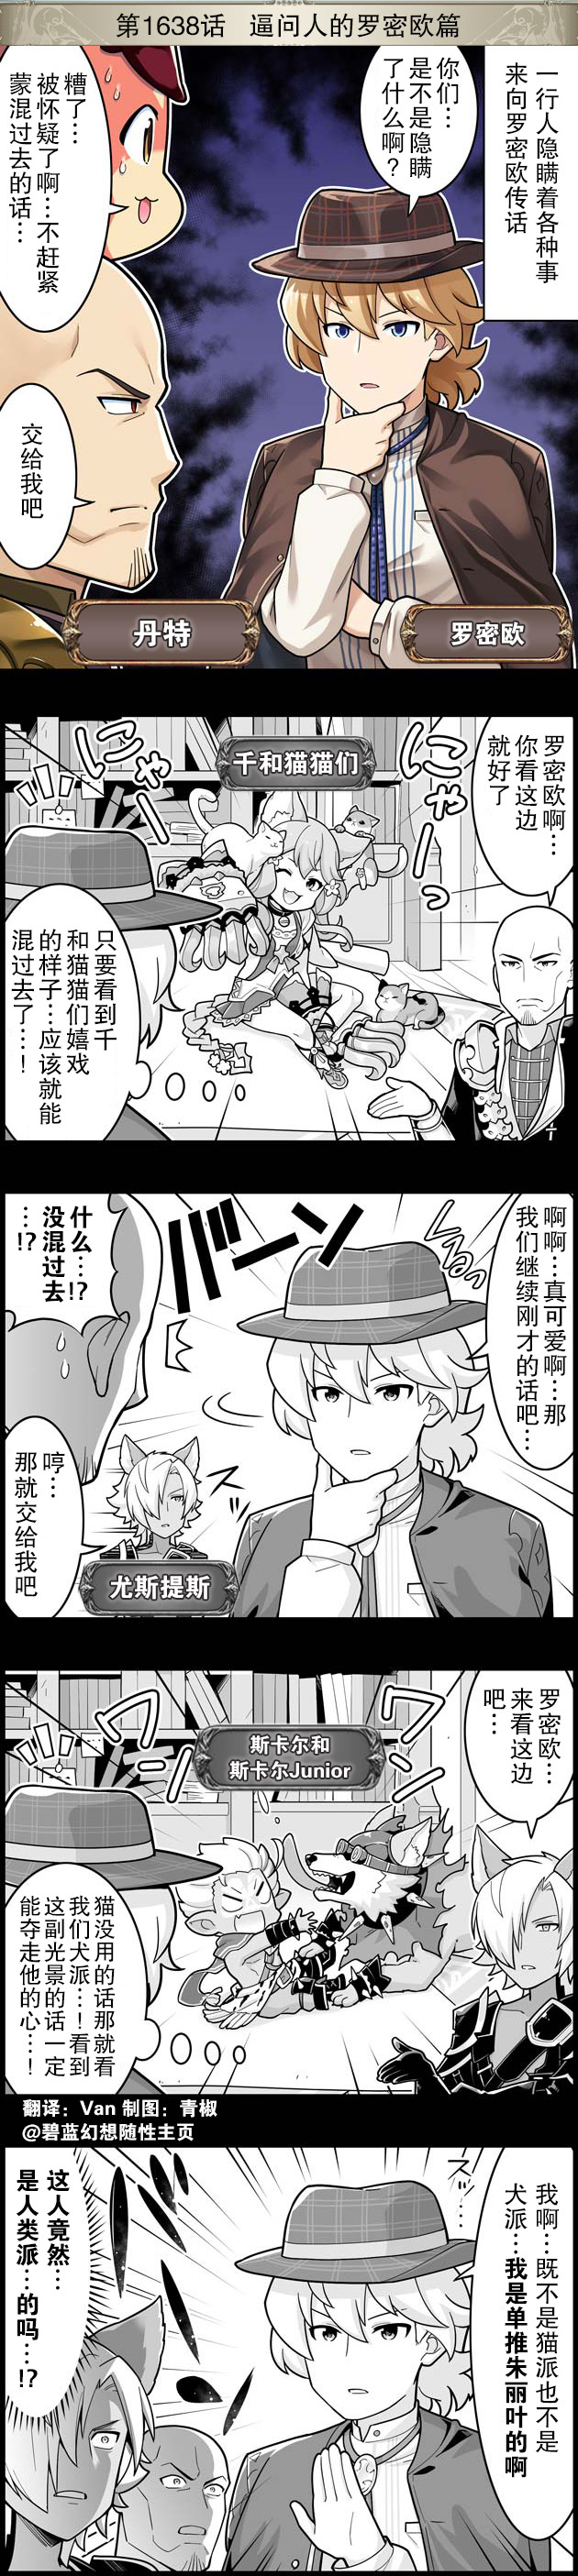 第1638话　逼问人的罗密欧篇
一行人隐瞒着各种事
来向罗密欧传话
你们…
是不是隐瞒
了什么啊?
糟了…
被怀疑了啊…不赶紧
蒙混过去的话…
交给我吧
丹特
罗密欧
罗密欧啊…
你看这边
就好了
千和猫猫们
にゃーっ
にゃー
只要看到千
和猫猫们嬉戏
的样子…应该就能
混过去了…!
啊啊…真可爱啊…那
我们继续刚才的话吧…
くるっ
バーン
什么…!?
没混过去
…!?
哼…
那就交给我吧
スッ
尤斯提斯
罗密欧…
来看这边
吧…
ワン
ワン
斯卡尔和
斯卡尔Junior
猫没用的话那就看
我们犬派…!看到
这副光景的话一定
能夺走他的心…!
翻译：Van 制图：青椒
@碧蓝幻想随性主页
我啊…既不是猫派也不是
犬派…我是单推朱丽叶的啊
ス…
这人竟然…
是人类派…的吗…!?